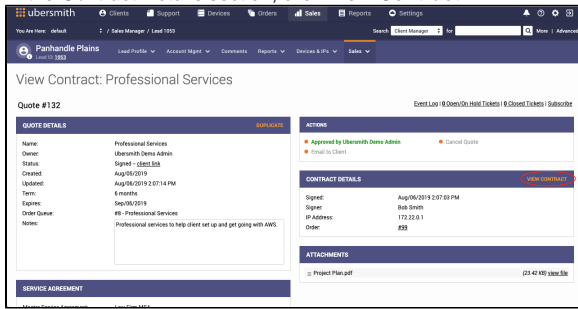 ubersmith
Clients Support Devices Orders Sales Reports Settings
You Are Here: default / Sales Manager / Lead 1053 Search Client Manager for More | Advanced
Panhandle Plains
Lead ID: 1053
Lead Profile Account Mgmt Comments Reports Devices & IPs Sales
View Contract: Professional Services
Quote #132
Event Log | 0 Open/On Hold Tickets | 0 Closed Tickets | Subscribe
QUOTE DETAILS DUPLICATE
Name: Professional Services
Owner: Ubersmith Demo Admin
Status: Signed – client link
Created: Aug/05/2019
Updated: Aug/06/2019 2:07:14 PM
Term: 6 months
Expires: Sep/06/2019
Order Queue: #8 - Professional Services
Notes: Professional services to help client set up and get going with AWS.
SERVICE AGREEMENT
ACTIONS
Approved by Ubersmith Demo Admin Cancel Quote
Email to Client
CONTRACT DETAILS VIEW CONTRACT
Signed: Aug/06/2019 2:07:03 PM
Signer: Bob Smith
IP Address: 172.22.0.1
Order: #99
ATTACHMENTS
Project Plan.pdf (23.42 KB) view file